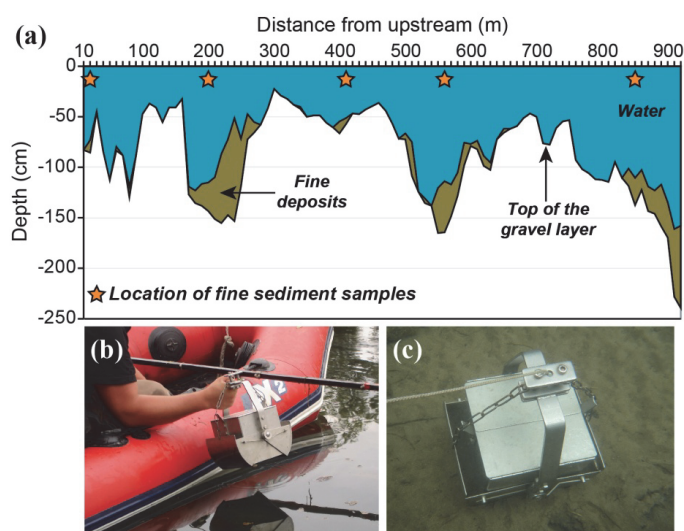 Distance from upstream (m)
(a)
10 100 200 300 400 500 600 700 800 900
0
-50
-100
-150
-200
-250
Depth (cm)
Water
Fine
deposits
Top of the
gravel layer
Location of fine sediment samples
(b)
(c)